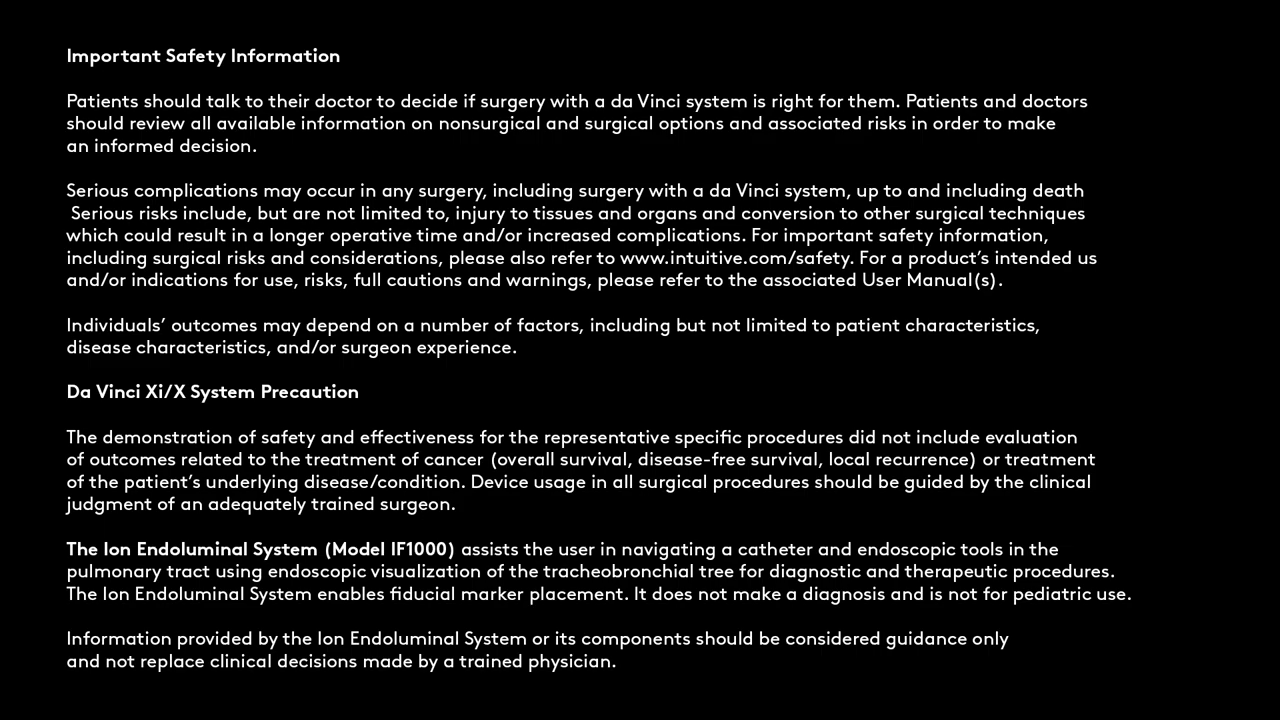 Important Safety Information
Patients should talk to their doctor to decide if surgery with a da Vinci system is right for them. Patients and doctors
should review all available information on nonsurgical and surgical options and associated risks in order to make
an informed decision.
Serious complications may occur in any surgery, including surgery with a da Vinci system, up to and including death
Serious risks include, but are not limited to, injury to tissues and organs and conversion to other surgical techniques
which could result in a longer operative time and/or increased complications. For important safety information,
including surgical risks and considerations, please also refer to www.intuitive.com/safety. For a product’s intended us
and/or indications for use, risks, full cautions and warnings, please refer to the associated User Manual(s).
Individuals’ outcomes may depend on a number of factors, including but not limited to patient characteristics,
disease characteristics, and/or surgeon experience.
Da Vinci Xi/X System Precaution
The demonstration of safety and effectiveness for the representative specific procedures did not include evaluation
of outcomes related to the treatment of cancer (overall survival, disease-free survival, local recurrence) or treatment
of the patient’s underlying disease/condition. Device usage in all surgical procedures should be guided by the clinical
judgment of an adequately trained surgeon.
The Ion Endoluminal System (Model IF1000) assists the user in navigating a catheter and endoscopic tools in the
pulmonary tract using endoscopic visualization of the tracheobronchial tree for diagnostic and therapeutic procedures.
The Ion Endoluminal System enables fiducial marker placement. It does not make a diagnosis and is not for pediatric use.
Information provided by the Ion Endoluminal System or its components should be considered guidance only
and not replace clinical decisions made by a trained physician.